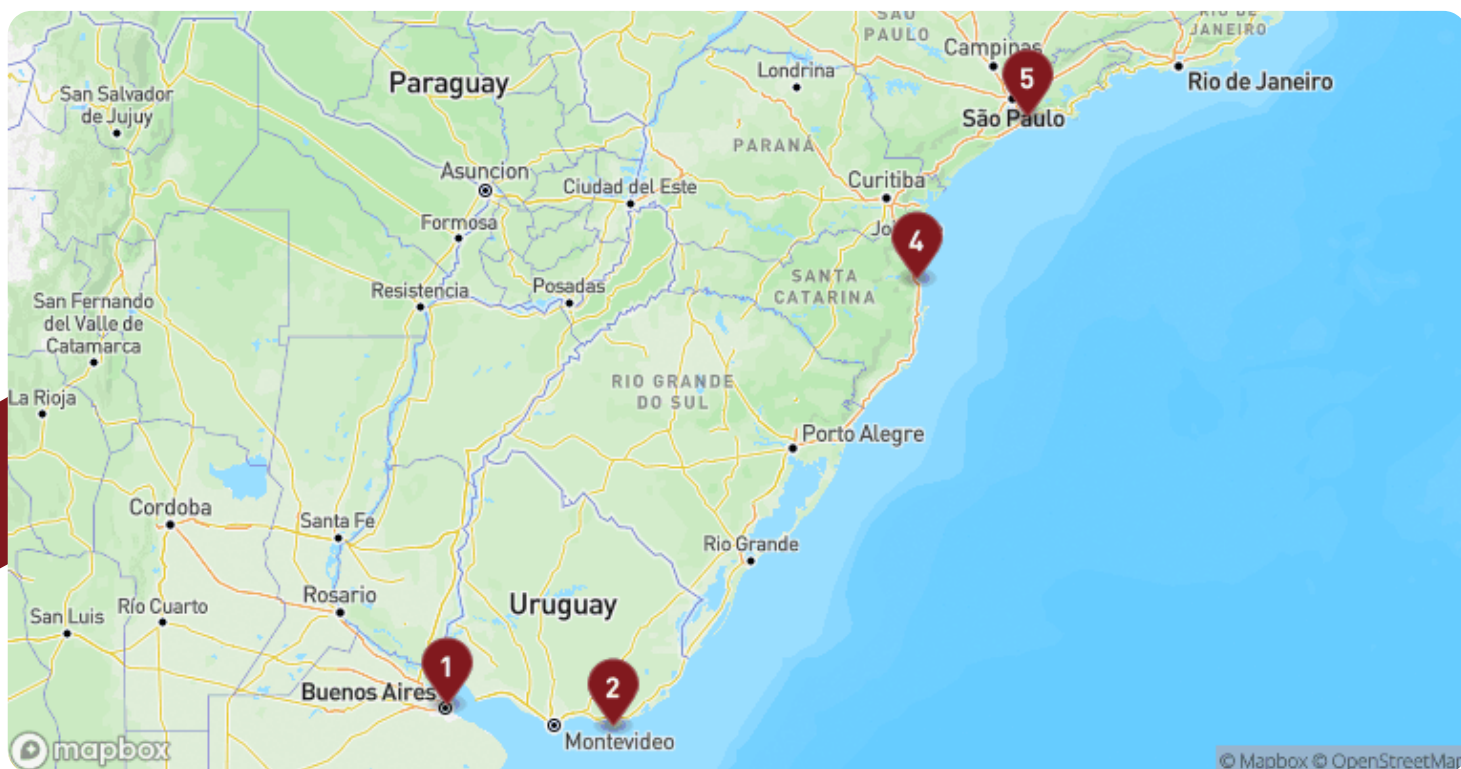 SÃO
PAULO
RIO DE
JANEIRO
Campinas
Londrina
Rio de Janeiro
Paraguay
5
São Paulo
San Salvador
de Jujuy
PARANÁ
Asuncion
Ciudad del Este
Curitiba
Formosa
4
SANTA
CATARINA
Resistencia
Posadas
San Fernando
del Valle de
Catamarca
RIO GRANDE
DO SUL
La Rioja
Porto Alegre
Cordoba
Santa Fe
Rio Grande
Rosario
Uruguay
Río Cuarto
San Luis
1
2
Buenos Aires
Montevideo
mapbox
© Mapbox © OpenStreetMap